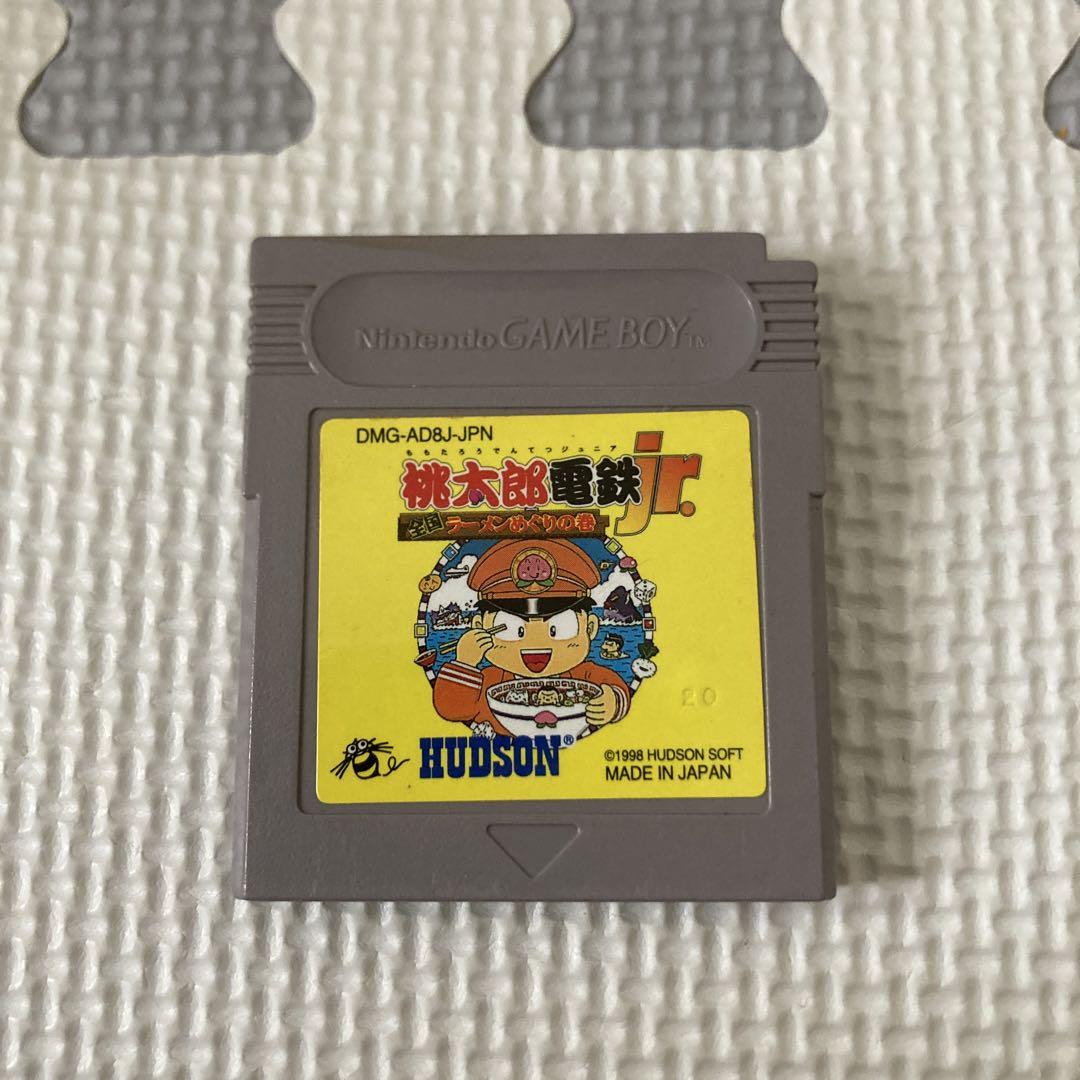 Nintendo GAME BOY TM
DMG-AD8J-JPN
ももたろうでんてつジュニア
桃太郎電鉄jr.
全国ラーメンめぐりの巻
20
HUDSON®
©1998 HUDSON SOFT
MADE IN JAPAN